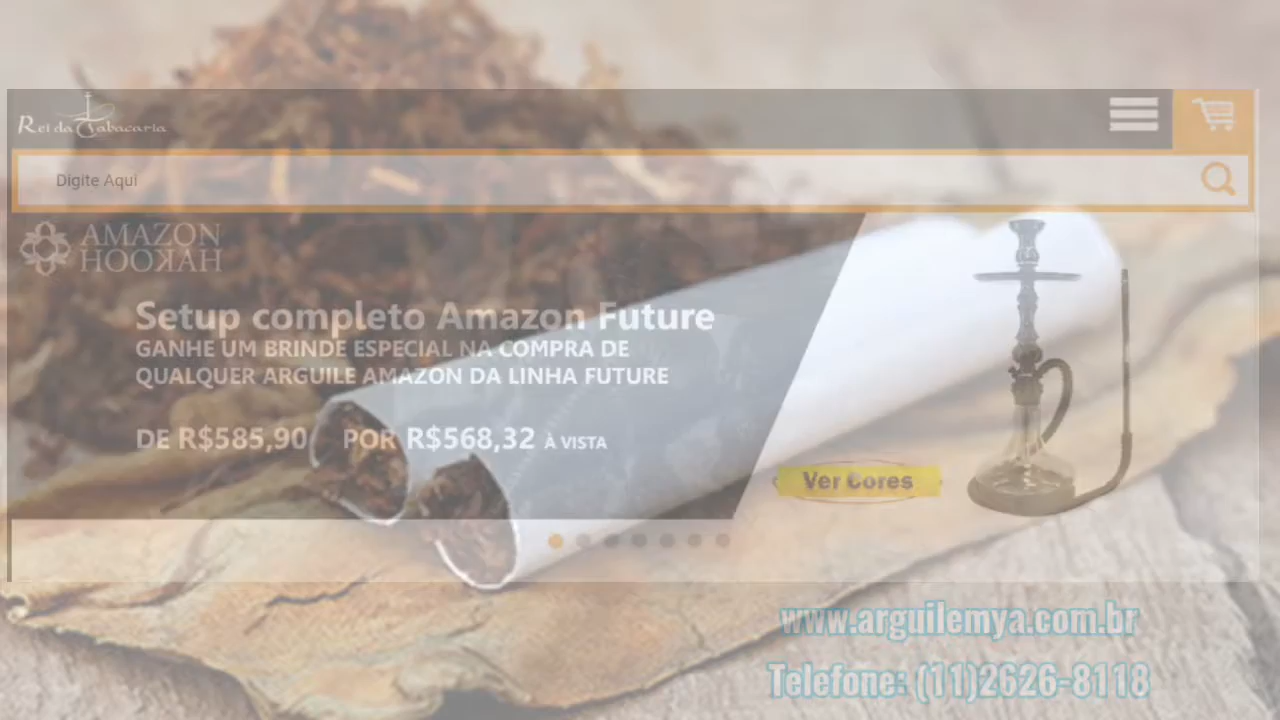 Rei da Tabacaria
Digite Aqui
AMAZON
HOOKAH
Setup completo Amazon Future
GANHE UM BRINDE ESPECIAL NA COMPRA DE
QUALQUER ARGUILE AMAZON DA LINHA FUTURE
DE R$585,90 POR R$568,32 À VISTA
Ver Cores
www.arguilemya.com.br
Telefone: (11)2626-8118